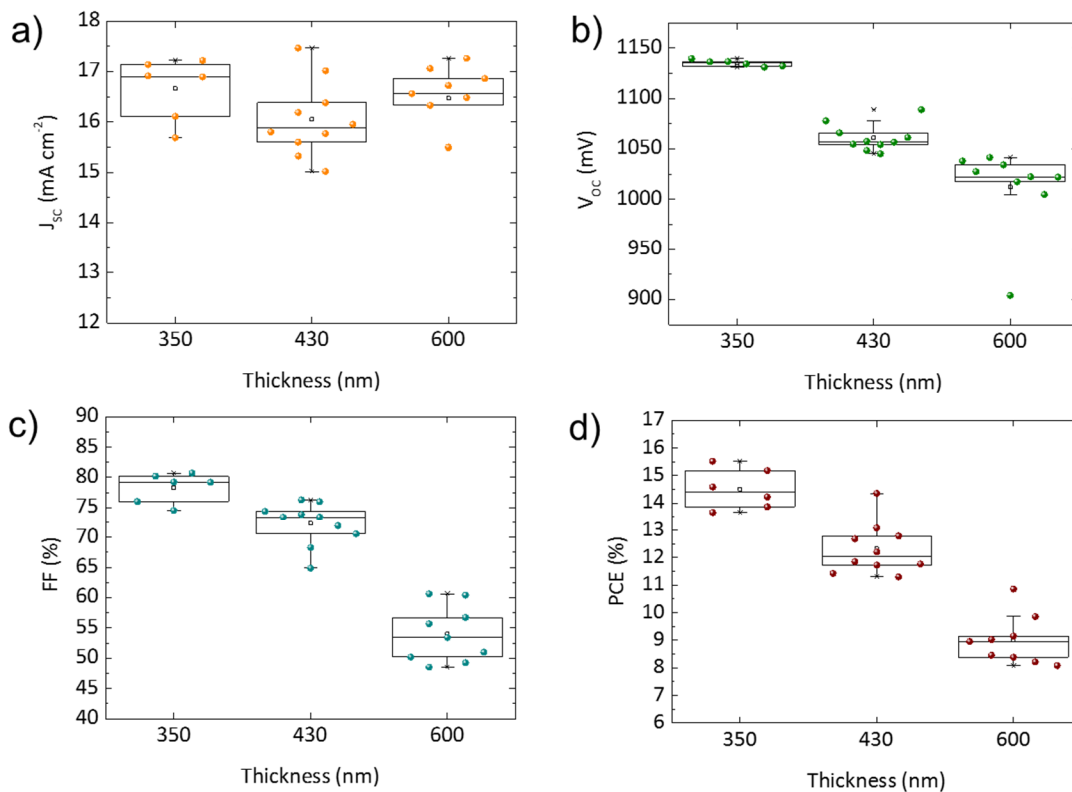 a)
18
17
16
15
14
13
12
J_SC (mA cm⁻²)
350 430 600
Thickness (nm)
b)
1150
1100
1050
1000
950
900
V_OC (mV)
350 430 600
Thickness (nm)
c)
90
85
80
75
70
65
60
55
50
45
40
FF (%)
350 430 600
Thickness (nm)
d)
17
16
15
14
13
12
11
10
9
8
7
6
PCE (%)
350 430 600
Thickness (nm)